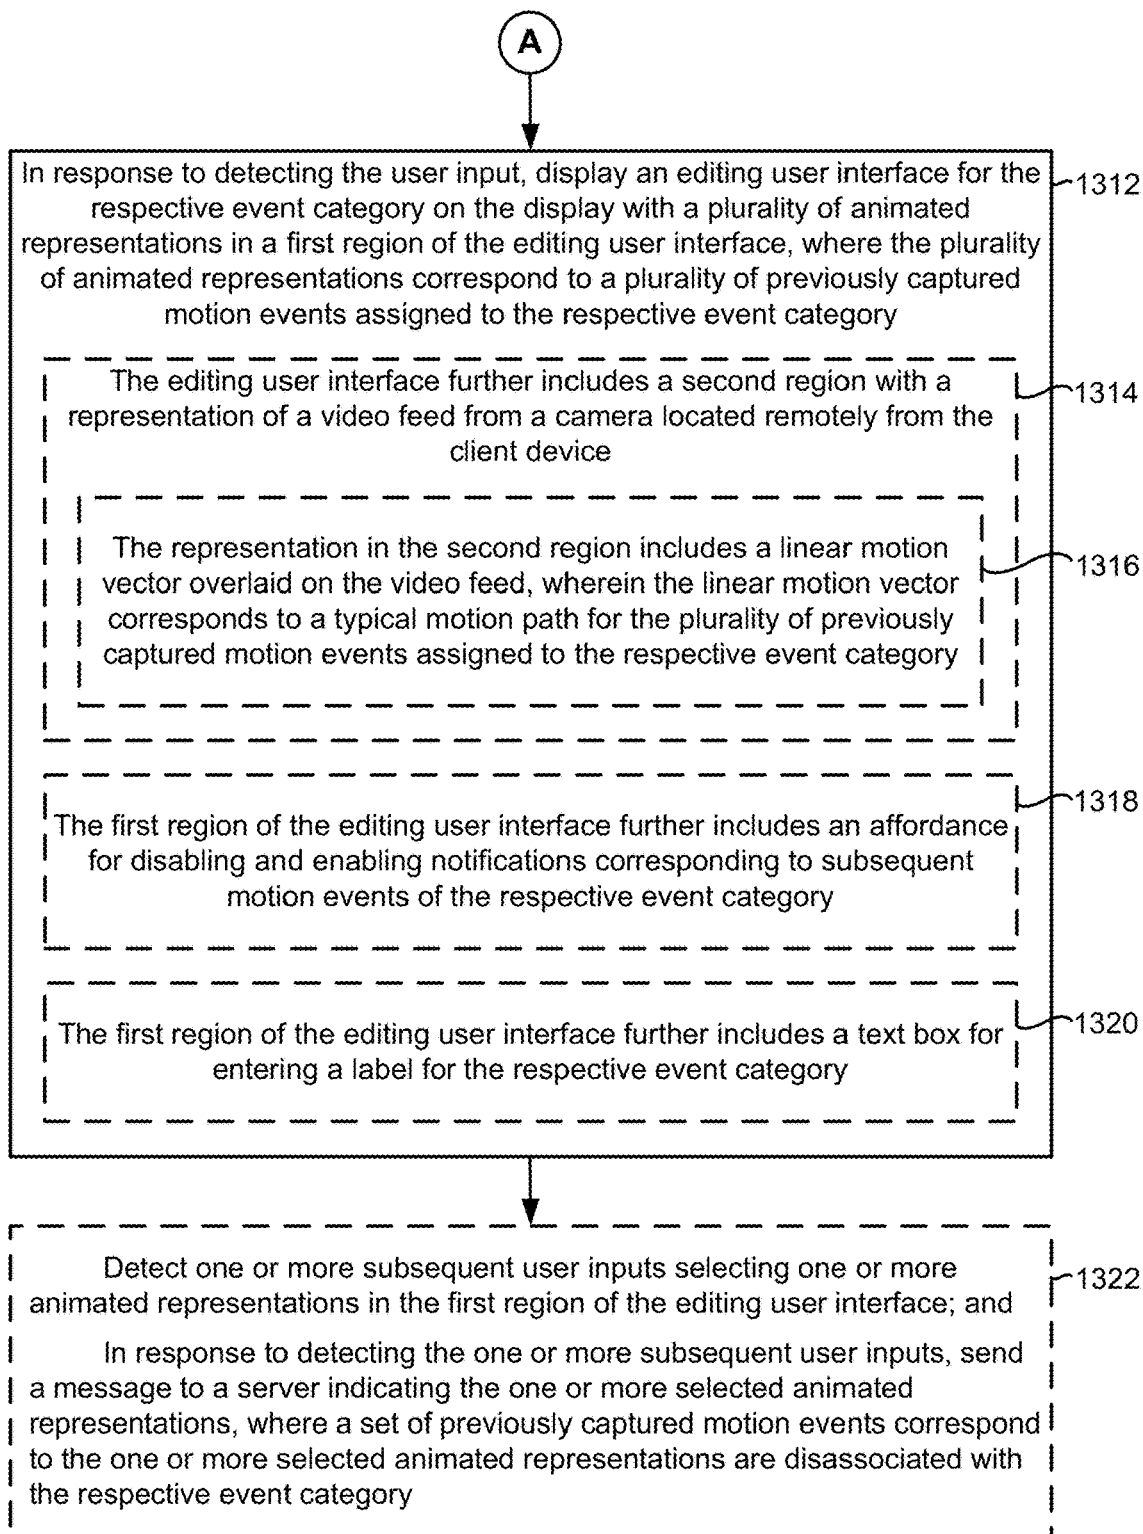 A
In response to detecting the user input, display an editing user interface for the
respective event category on the display with a plurality of animated
representations in a first region of the editing user interface, where the plurality
of animated representations correspond to a plurality of previously captured
motion events assigned to the respective event category
1312
The editing user interface further includes a second region with a
representation of a video feed from a camera located remotely from the
client device
1314
The representation in the second region includes a linear motion
vector overlaid on the video feed, wherein the linear motion vector
corresponds to a typical motion path for the plurality of previously
captured motion events assigned to the respective event category
1316
The first region of the editing user interface further includes an affordance
for disabling and enabling notifications corresponding to subsequent
motion events of the respective event category
1318
The first region of the editing user interface further includes a text box for
entering a label for the respective event category
1320
Detect one or more subsequent user inputs selecting one or more
animated representations in the first region of the editing user interface; and
In response to detecting the one or more subsequent user inputs, send
a message to a server indicating the one or more selected animated
representations, where a set of previously captured motion events correspond
to the one or more selected animated representations are disassociated with
the respective event category
1322